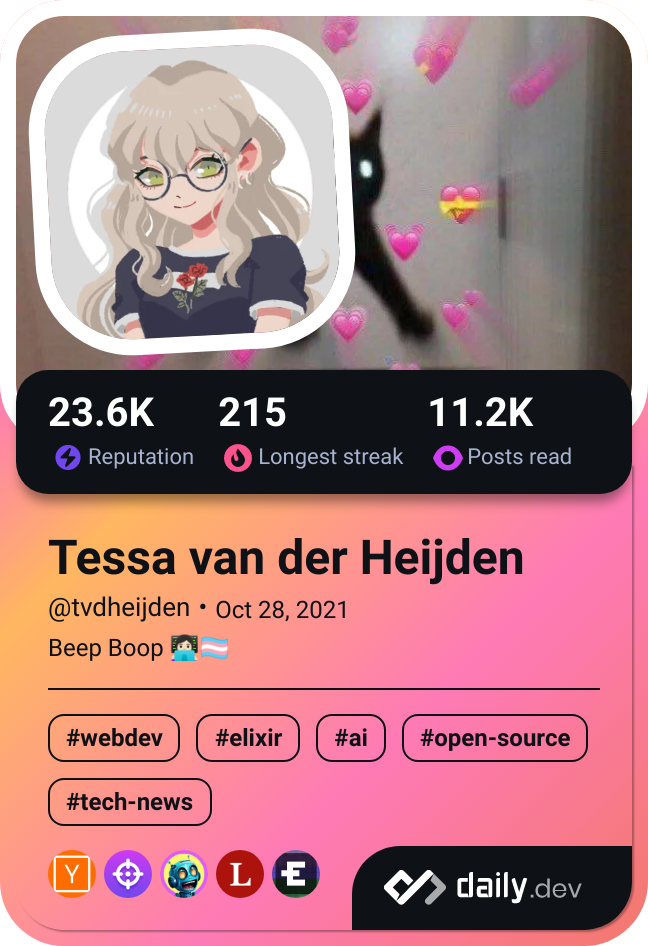 23.6K 215 11.2K
Reputation Longest streak Posts read
Tessa van der Heijden
@tvdheijden • Oct 28, 2021
Beep Boop 👩🏻‍💻🏳️‍⚧️
#webdev #elixir #ai #open-source
#tech-news
Y L E
daily.dev